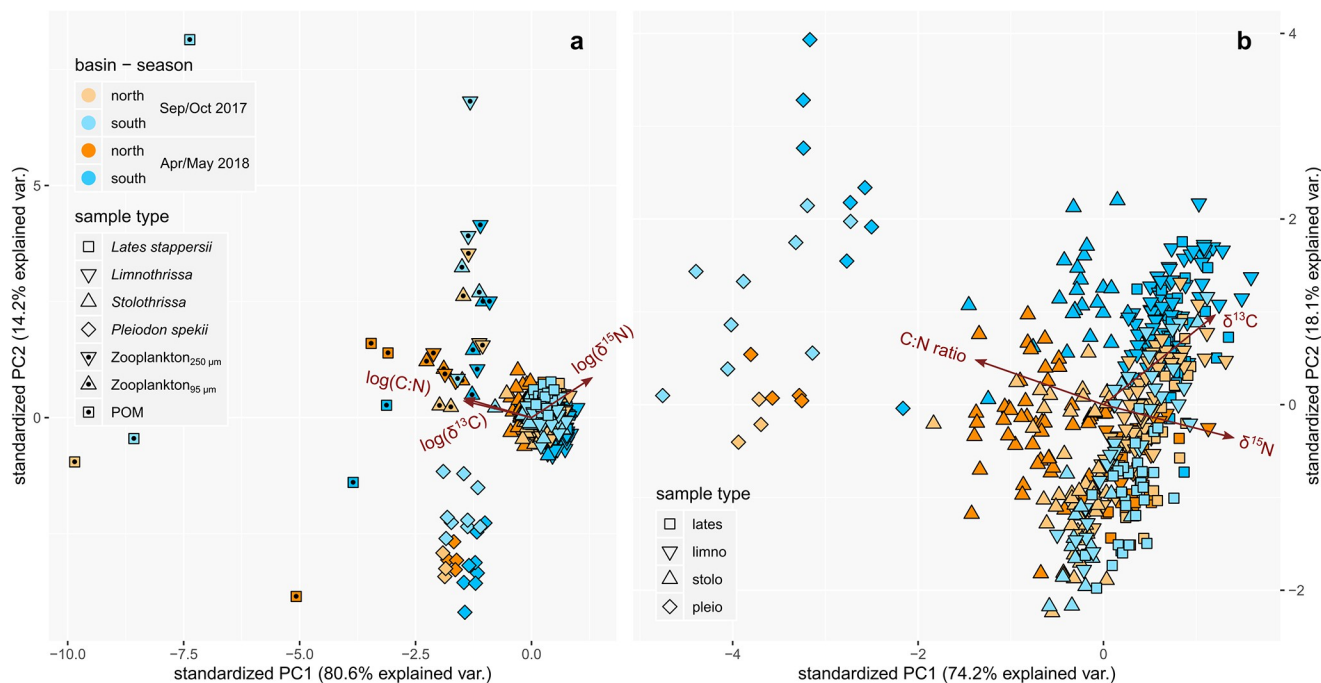 a
b
basin − season
north
Sep/Oct 2017
south
north
Apr/May 2018
south
sample type
Lates stappersii
Limnothrissa
Stolothrissa
Pleiodon spekii
Zooplankton250 µm
Zooplankton95 µm
POM
log(δ15N)
log(C:N)
log(δ13C)
standardized PC2 (14.2% explained var.)
5
0
−10.0
−7.5
−5.0
−2.5
0.0
standardized PC1 (80.6% explained var.)
C:N ratio
δ13C
δ15N
sample type
lates
limno
stolo
pleio
4
2
0
−2
standardized PC2 (18.1% explained var.)
−4
−2
0
standardized PC1 (74.2% explained var.)